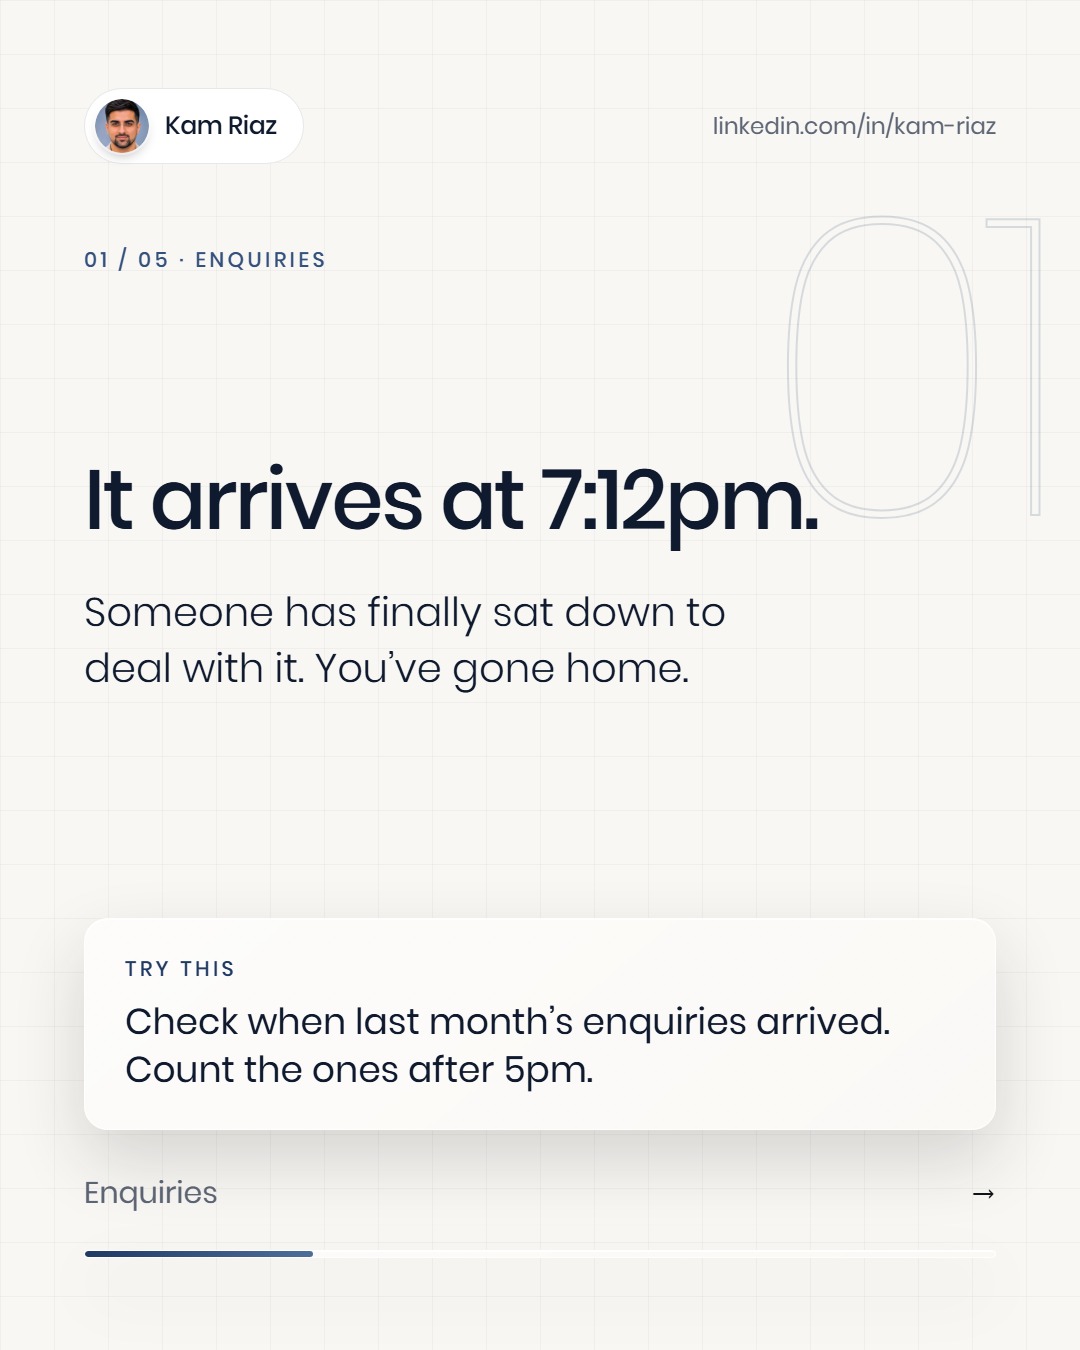 Kam Riaz
linkedin.com/in/kam-riaz
01 / 05 · ENQUIRIES
01
It arrives at 7:12pm.
Someone has finally sat down to
deal with it. You’ve gone home.
TRY THIS
Check when last month’s enquiries arrived.
Count the ones after 5pm.
Enquiries →